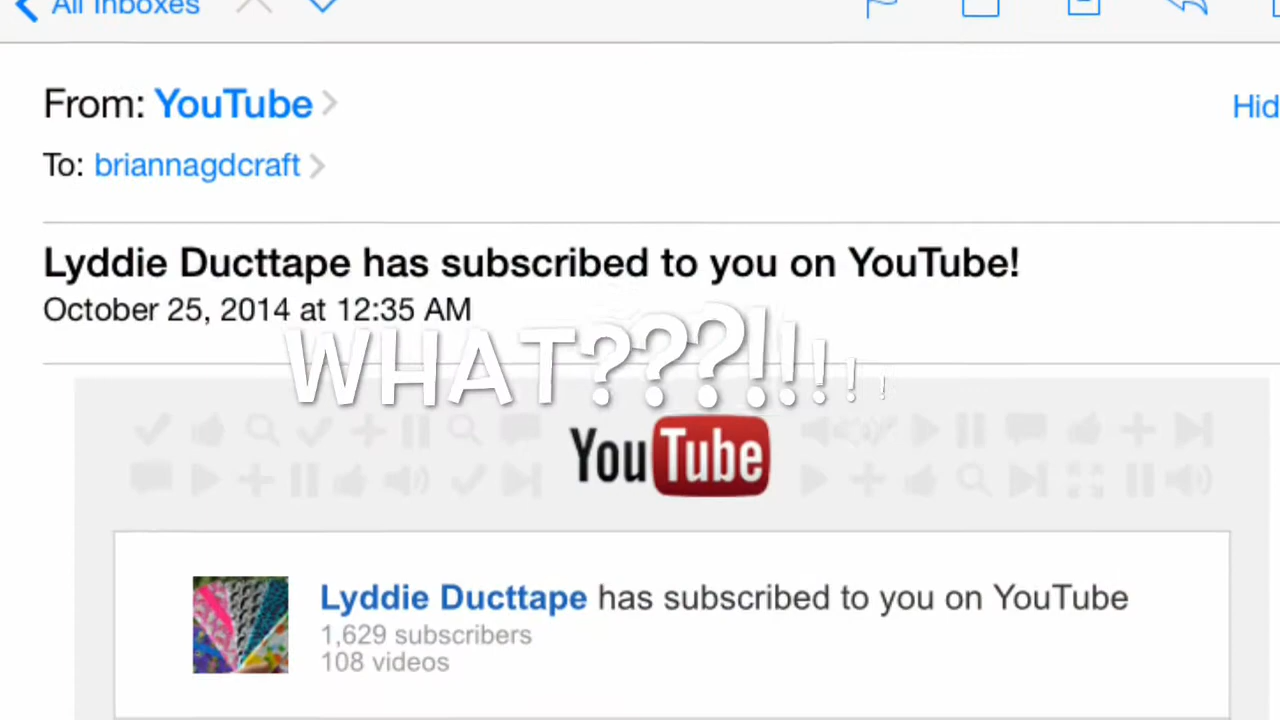 All Inboxes
From: YouTube
Hid
To: briannagdcraft
Lyddie Ducttape has subscribed to you on YouTube!
October 25, 2014 at 12:35 AM
WHAT???!!!!!!
YouTube
Lyddie Ducttape has subscribed to you on YouTube
1,629 subscribers
108 videos